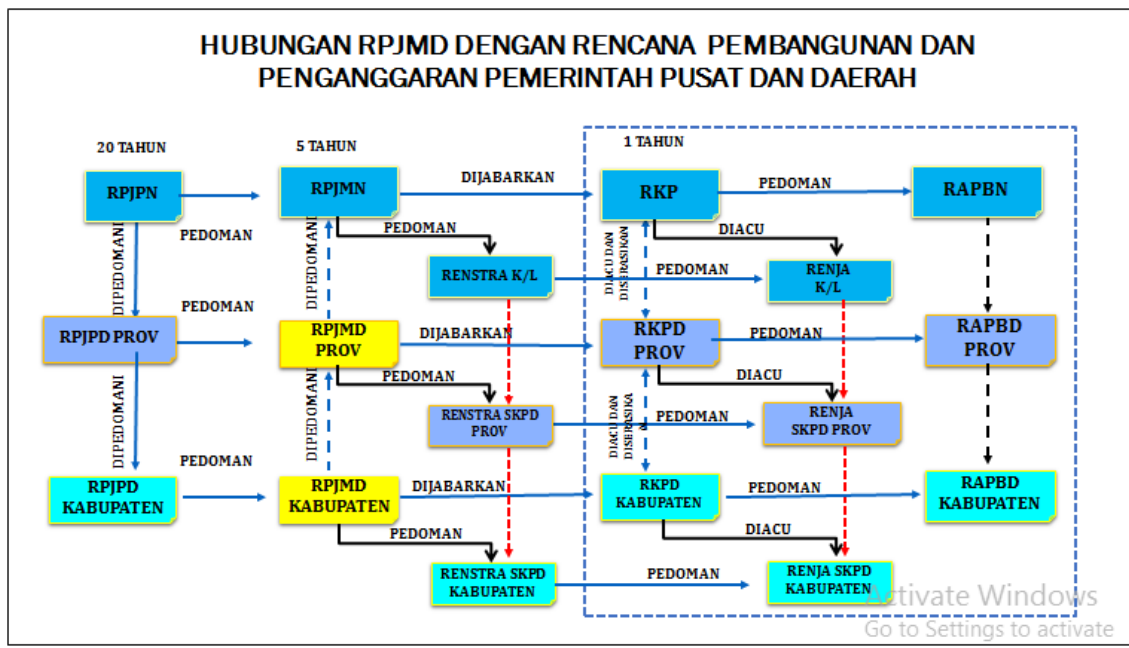 HUBUNGAN RPJMD DENGAN RENCANA PEMBANGUNAN DAN
PENGANGGARAN PEMERINTAH PUSAT DAN DAERAH
20 TAHUN
5 TAHUN
1 TAHUN
RPJPN
RPJMN
DIJABARKAN
RKP
PEDOMAN
RAPBN
DIPEDOMANI
PEDOMAN
DIPEDOMANI
PEDOMAN
DIACU DAN
DISERASIKAN
DIACU
RENSTRA K/L
PEDOMAN
RENJA
K/L
PEDOMAN
RPJPD PROV
RPJMD
PROV
DIJABARKAN
RKPD
PROV
PEDOMAN
RAPBD
PROV
DIPEDOMANI
PEDOMAN
DIPEDOMANI
PEDOMAN
DIACU DAN
DISERASIKA
DIACU
RENSTRA SKPD
PROV
PEDOMAN
RENJA
SKPD PROV
RPJPD
KABUPATEN
RPJMD
KABUPATEN
DIJABARKAN
RKPD
KABUPATEN
PEDOMAN
RAPBD
KABUPATEN
PEDOMAN
DIACU
RENSTRA SKPD
KABUPATEN
PEDOMAN
RENJA SKPD
KABUPATEN
Activate Windows
Go to Settings to activate